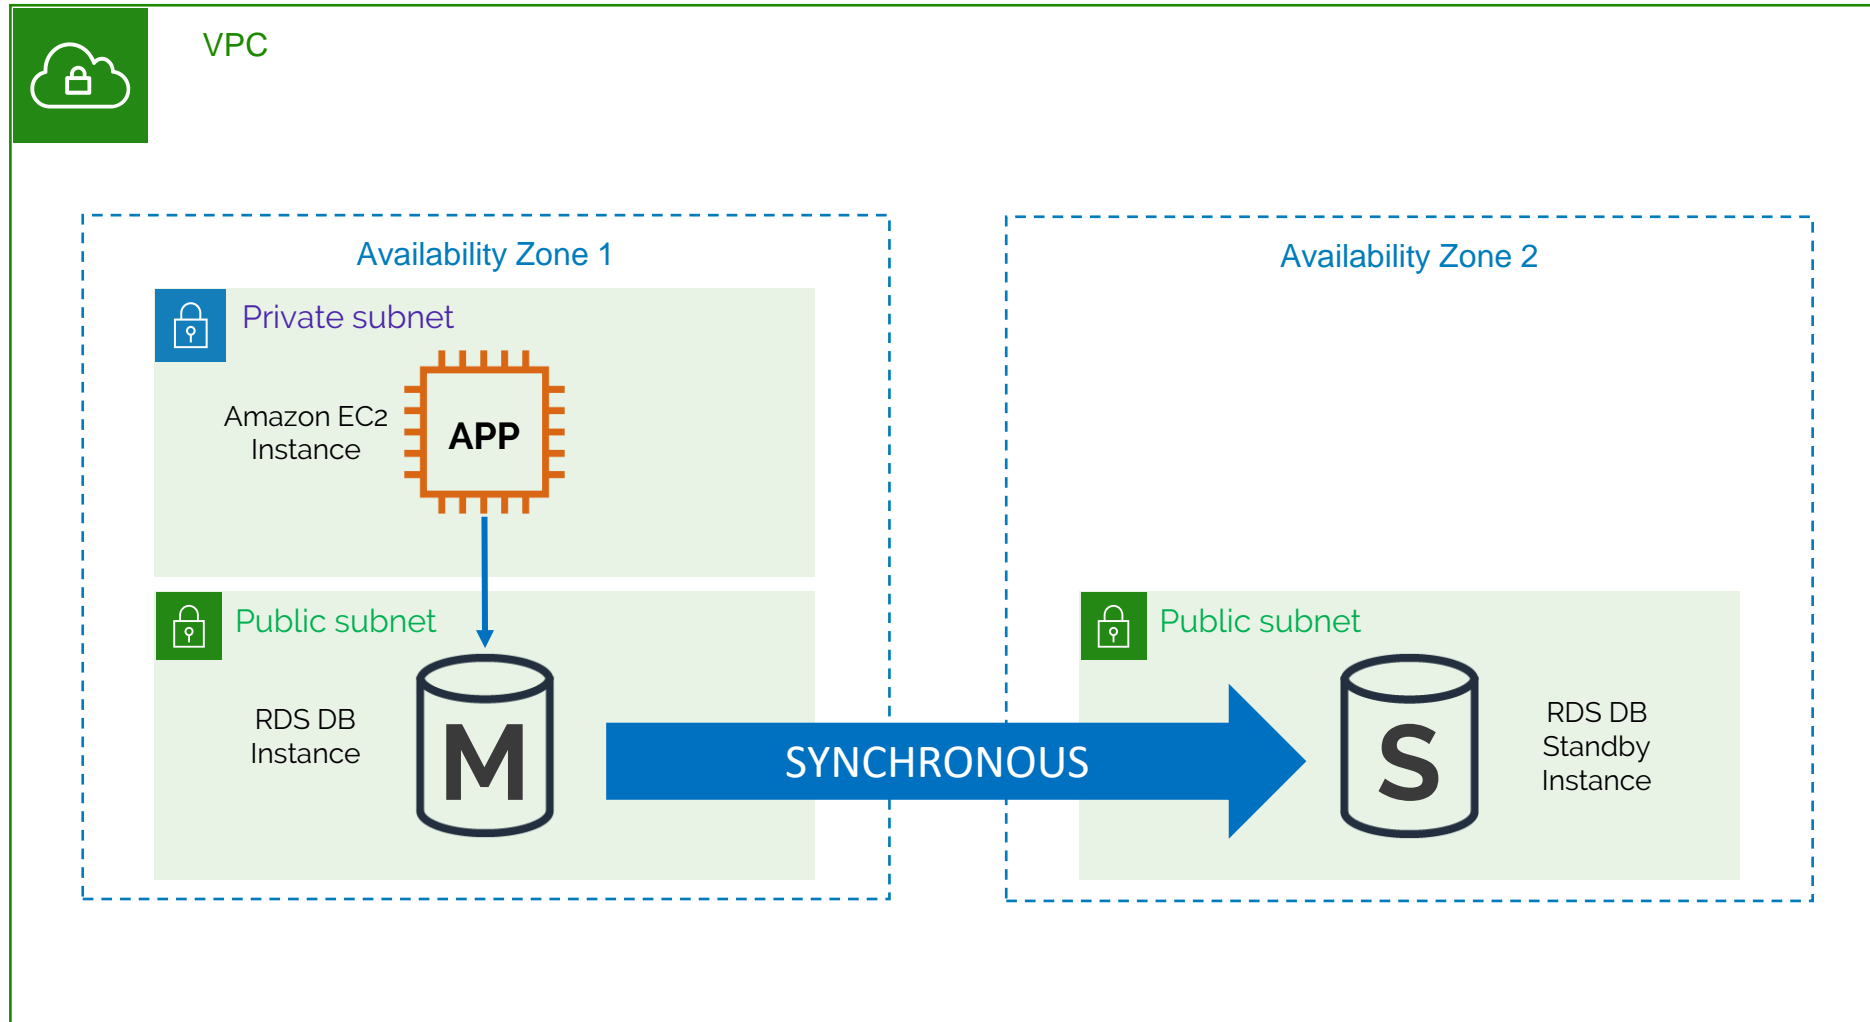 VPC
Availability Zone 1
Private subnet
Amazon EC2
Instance
APP
Public subnet
RDS DB
Instance
M
SYNCHRONOUS
Availability Zone 2
Public subnet
S
RDS DB
Standby
Instance